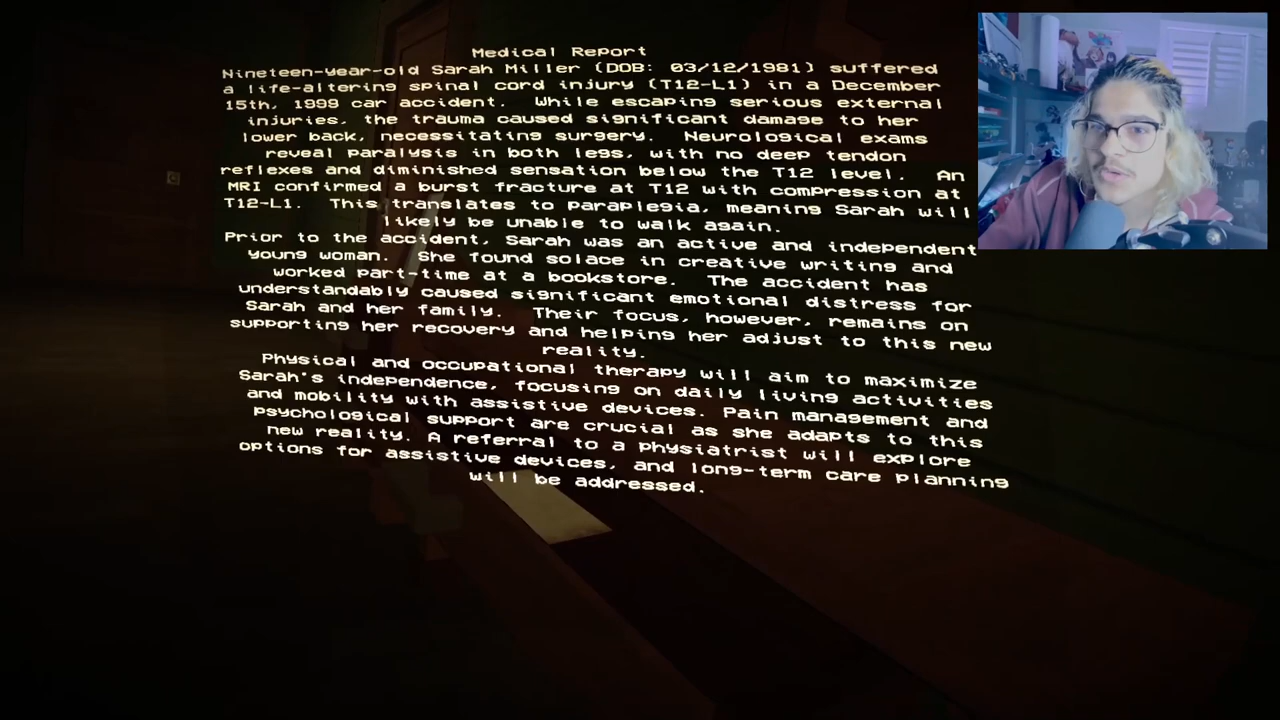 Medical Report
Nineteen-year-old Sarah Miller (DOB: 03/12/1981) suffered
a life-altering spinal cord injury (T12-L1) in a December
15th, 1999 car accident. While escaping serious external
injuries, the trauma caused significant damage to her
lower back, necessitating surgery. Neurological exams
reveal paralysis in both legs, with no deep tendon
reflexes and diminished sensation below the T12 level. An
MRI confirmed a burst fracture at T12 with compression at
T12-L1. This translates to paraplegia, meaning Sarah will
likely be unable to walk again.
Prior to the accident, Sarah was an active and independent
young woman. She found solace in creative writing and
worked part-time at a bookstore. The accident has
understandably caused significant emotional distress for
Sarah and her family. Their focus, however, remains on
supporting her recovery and helping her adjust to this new
reality.
Physical and occupational therapy will aim to maximize
Sarah's independence, focusing on daily living activities
and mobility with assistive devices. Pain management and
psychological support are crucial as she adapts to this
new reality. A referral to a physiatrist will explore
options for assistive devices, and long-term care planning
will be addressed.